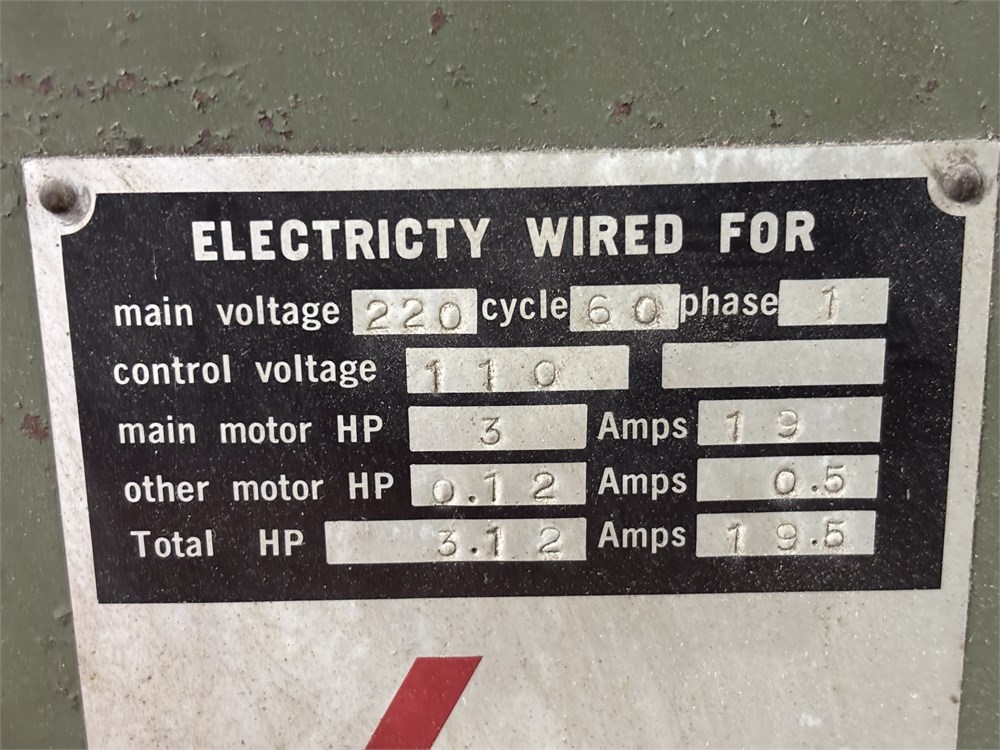 ELECTRICTY WIRED FOR
main voltage 220 cycle 60 phase 1
control voltage 110
main motor HP 3 Amps 19
other motor HP 0.12 Amps 0.5
Total HP 3.12 Amps 19.5